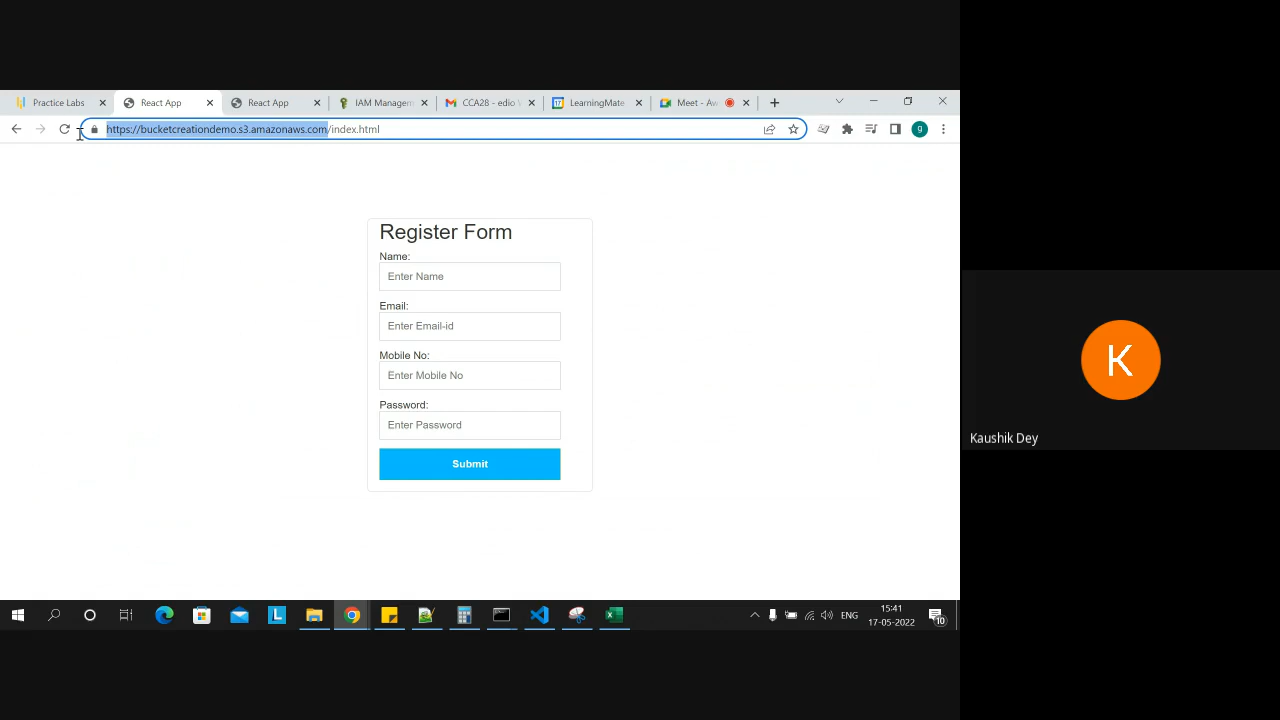 Practice Labs
React App
React App
IAM Managem
CCA28 - edio
LearningMate
Meet - Aw
https://bucketcreationdemo.s3.amazonaws.com/index.html
9
Register Form
Name:
Enter Name
Email:
Enter Email-id
Mobile No:
Enter Mobile No
Password:
Enter Password
Submit
K
Kaushik Dey
ENG
15:41
17-05-2022
10